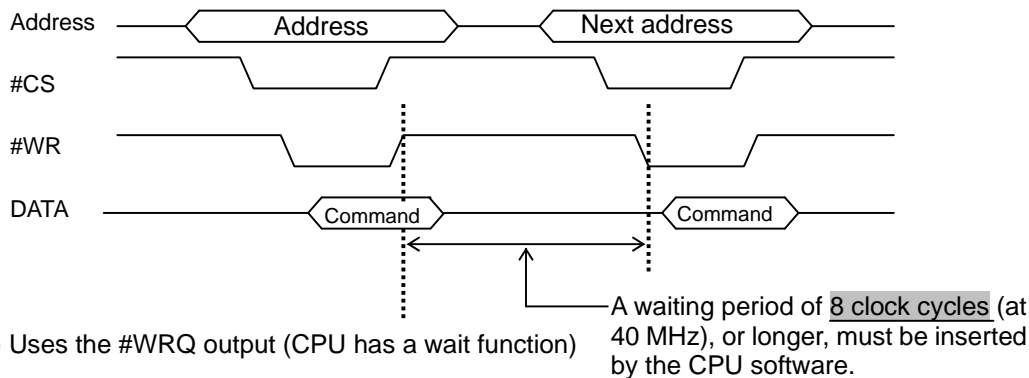 Address
Address
Next address
#CS
#WR
DATA
Command
Command
A waiting period of 8 clock cycles (at
40 MHz), or longer, must be inserted
by the CPU software.
Uses the #WRQ output (CPU has a wait function)